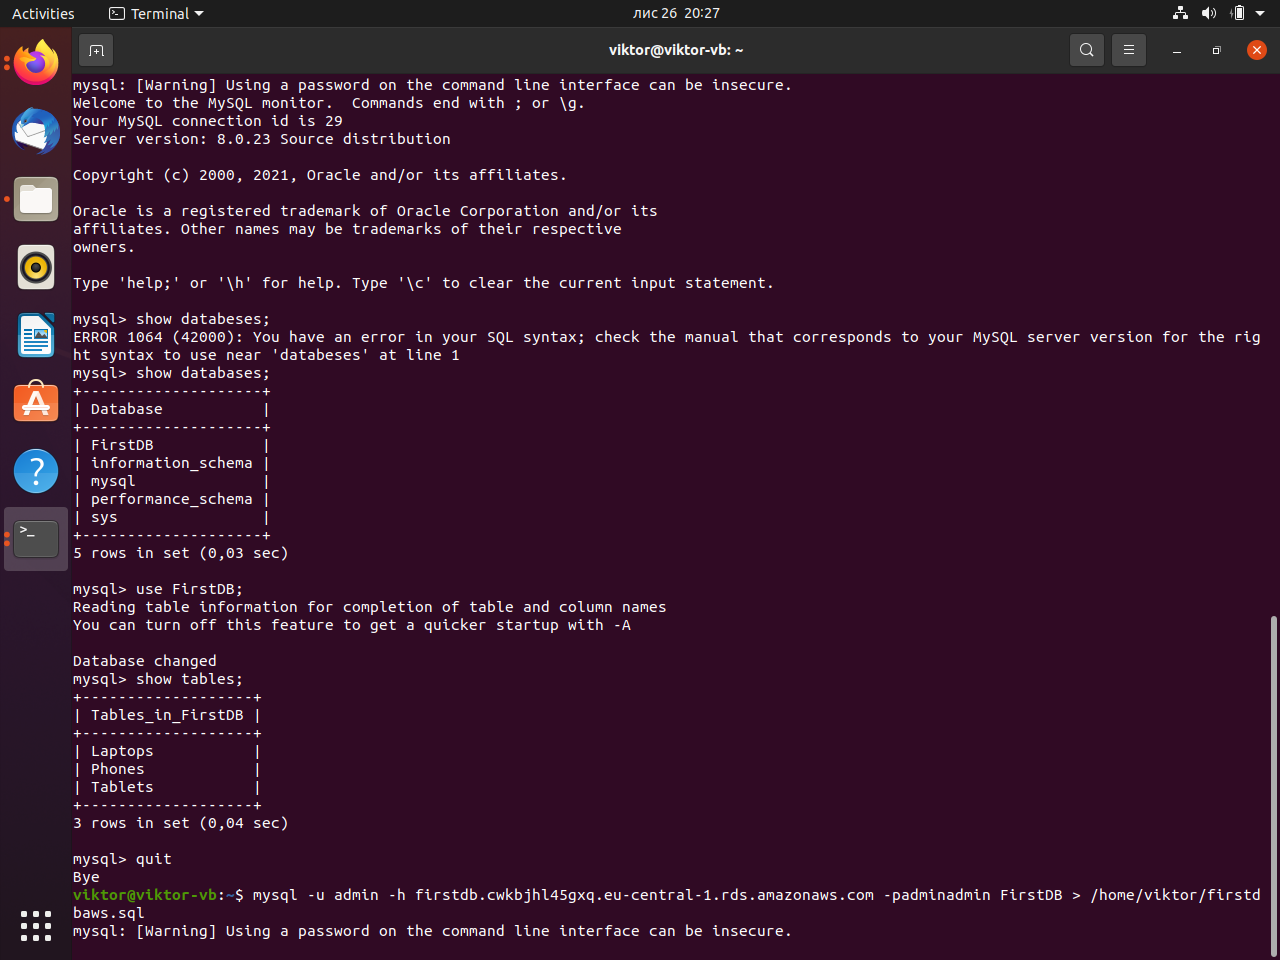 Activities
Terminal
лис 26 20:27
viktor@viktor-vb: ~
mysql: [Warning] Using a password on the command line interface can be insecure.
Welcome to the MySQL monitor.  Commands end with ; or \g.
Your MySQL connection id is 29
Server version: 8.0.23 Source distribution
Copyright (c) 2000, 2021, Oracle and/or its affiliates.
Oracle is a registered trademark of Oracle Corporation and/or its
affiliates. Other names may be trademarks of their respective
owners.
Type 'help;' or '\h' for help. Type '\c' to clear the current input statement.
mysql> show databeses;
ERROR 1064 (42000): You have an error in your SQL syntax; check the manual that corresponds to your MySQL server version for the rig
ht syntax to use near 'databeses' at line 1
mysql> show databases;
+--------------------+
| Database           |
+--------------------+
| FirstDB            |
| information_schema |
| mysql              |
| performance_schema |
| sys                |
+--------------------+
5 rows in set (0,03 sec)
mysql> use FirstDB;
Reading table information for completion of table and column names
You can turn off this feature to get a quicker startup with -A
Database changed
mysql> show tables;
+-------------------+
| Tables_in_FirstDB |
+-------------------+
| Laptops           |
| Phones            |
| Tablets           |
+-------------------+
3 rows in set (0,04 sec)
mysql> quit
Bye
viktor@viktor-vb:~$ mysql -u admin -h firstdb.cwkbjhl45gxq.eu-central-1.rds.amazonaws.com -padminadmin FirstDB > /home/viktor/firstd
baws.sql
mysql: [Warning] Using a password on the command line interface can be insecure.